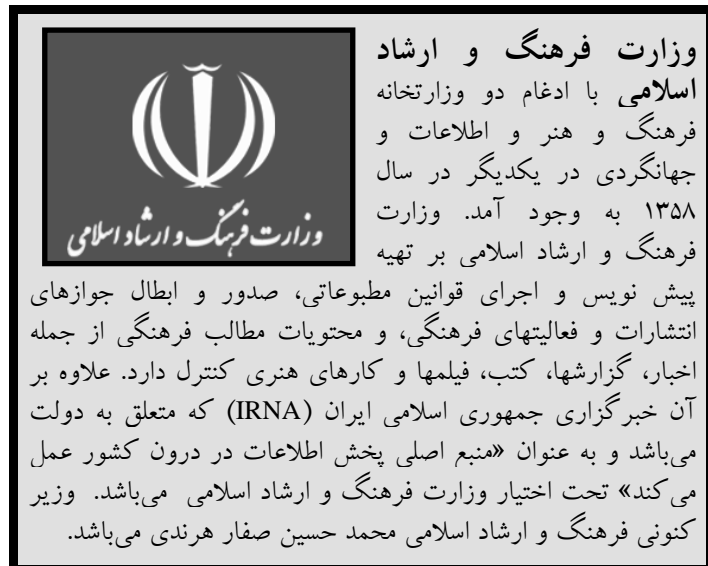 وزارت فرهنگ و ارشاد
اسلامی با ادغام دو وزارتخانه
فرهنگ و هنر و اطلاعات و
جهانگردی در یکدیگر در سال
۱۳۵۸ به وجود آمد. وزارت
فرهنگ و ارشاد اسلامی بر تهیه
وزارت فرهنگ و ارشاد اسلامی
پیش نویس و اجرای قوانین مطبوعاتی، صدور و ابطال جوازهای
انتشارات و فعالیتهای فرهنگی، و محتویات مطالب فرهنگی از جمله
اخبار، گزارشها، کتب، فیلمها و کارهای هنری کنترل دارد. علاوه بر
آن خبرگزاری جمهوری اسلامی ایران (IRNA) که متعلق به دولت
می‌باشد و به عنوان «منبع اصلی پخش اطلاعات در درون کشور عمل
می‌کند» تحت اختیار وزارت فرهنگ و ارشاد اسلامی می‌باشد. وزیر
کنونی فرهنگ و ارشاد اسلامی محمد حسین صفار هرندی می‌باشد.